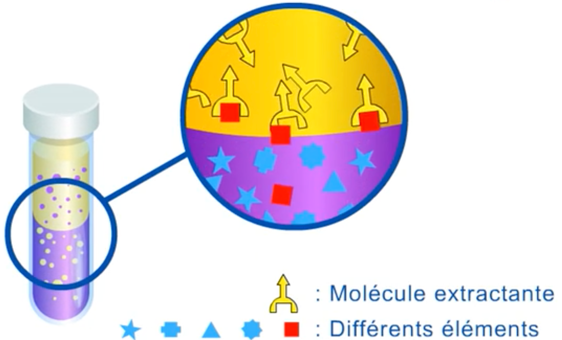 : Molécule extractante
: Différents éléments